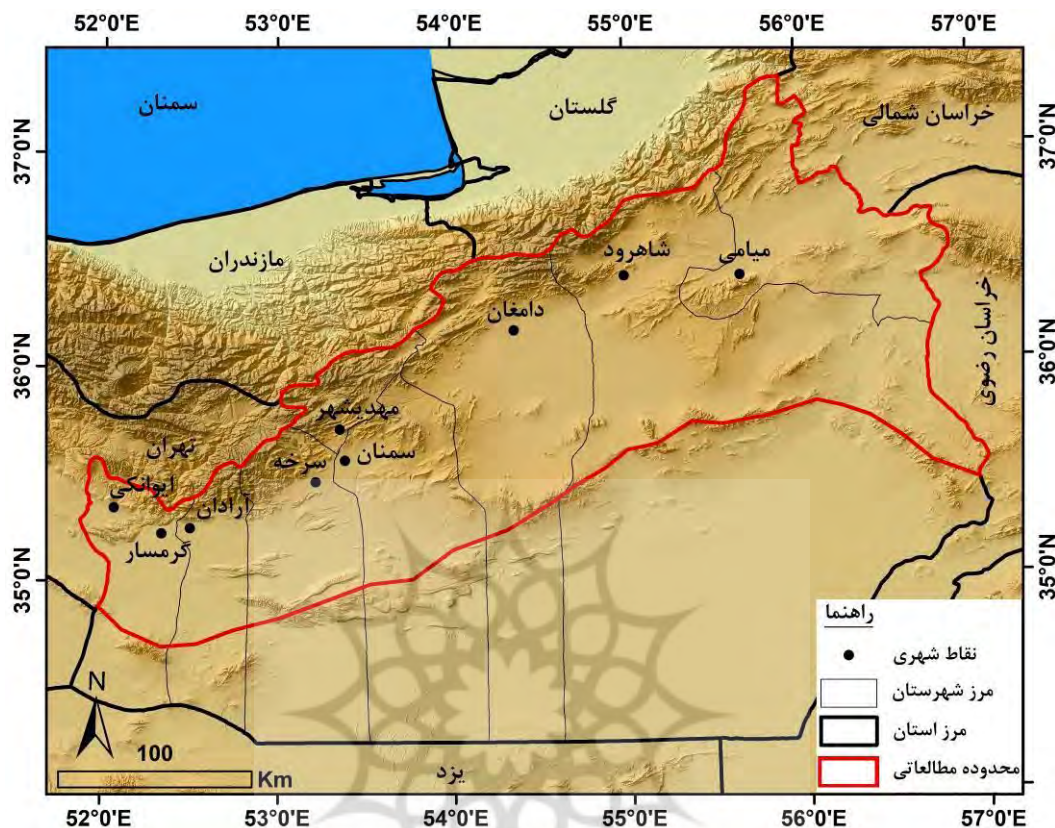 52°0'E 53°0'E 54°0'E 55°0'E 56°0'E 57°0'E
سمنان
گلستان
خراسان شمالی
37°0'N
37°0'N
مازندران
شاهرود
میامی
دامغان
خراسان رضوی
36°0'N
36°0'N
مهدیشهر
سمنان
سرخه
تهران
ایوانکی
آرادان
گرمسار
35°0'N
35°0'N
راهنما
نقاط شهری
مرز شهرستان
مرز استان
محدوده مطالعاتی
N
100
Km
یزد
52°0'E 53°0'E 54°0'E 55°0'E 56°0'E 57°0'E